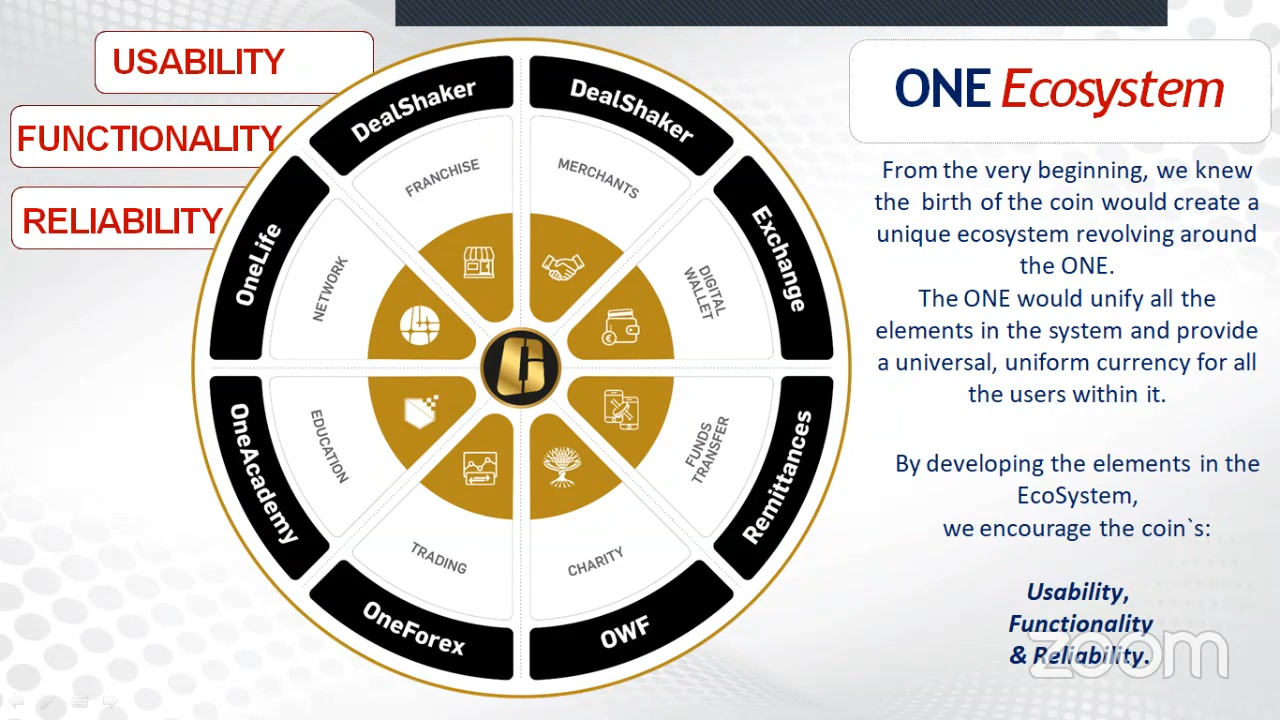 USABILITY
FUNCTIONALITY
RELIABILITY
DealShaker
DealShaker
FRANCHISE
MERCHANTS
OneLife
NETWORK
DIGITAL
WALLET
Exchange
OneAcademy
EDUCATION
FUNDS
TRANSFER
Remittances
TRADING
CHARITY
OneForex
OWF
ONE Ecosystem
From the very beginning, we knew
the birth of the coin would create a
unique ecosystem revolving around
the ONE.
The ONE would unify all the
elements in the system and provide
a universal, uniform currency for all
the users within it.
By developing the elements in the
EcoSystem,
we encourage the coin`s:
Usability,
Functionality
& Reliability.
zoom